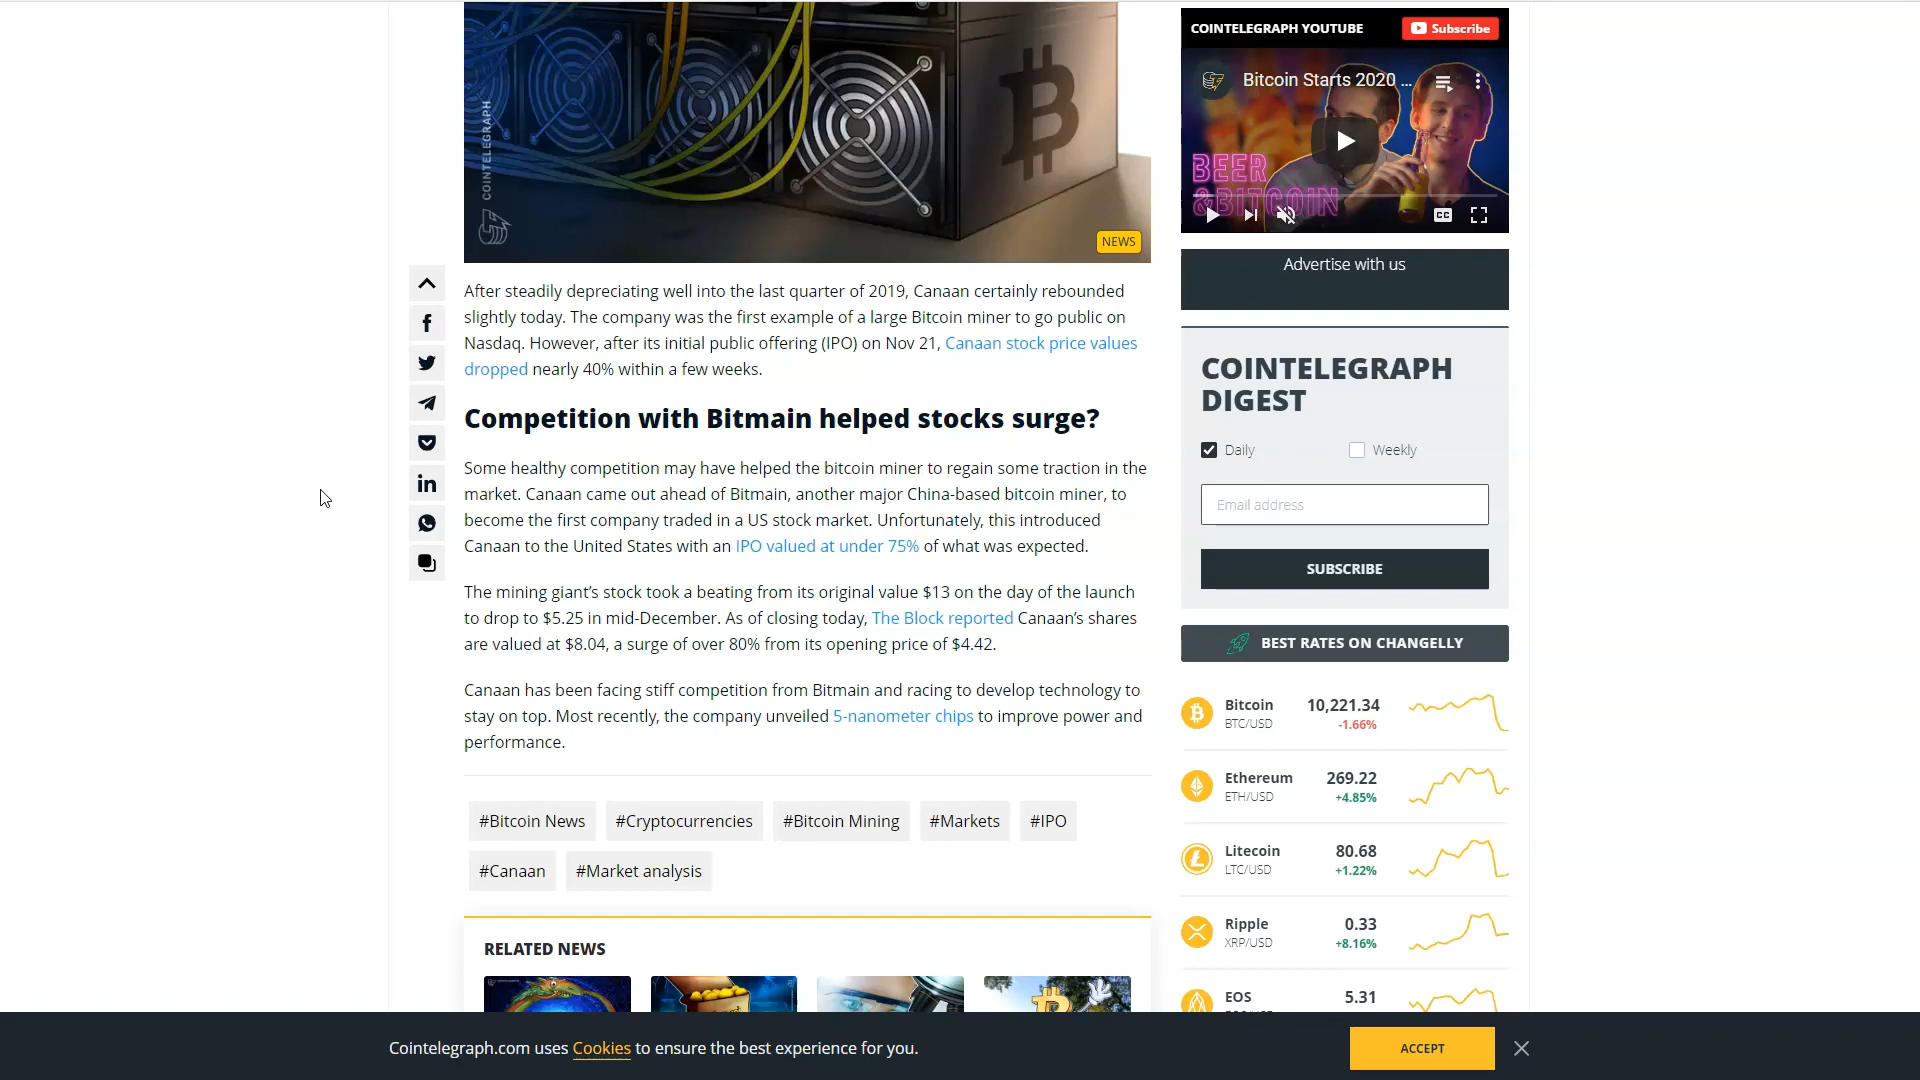 COINTELEGRAPH
NEWS
After steadily depreciating well into the last quarter of 2019, Canaan certainly rebounded
slightly today. The company was the first example of a large Bitcoin miner to go public on
Nasdaq. However, after its initial public offering (IPO) on Nov 21, Canaan stock price values
dropped nearly 40% within a few weeks.
Competition with Bitmain helped stocks surge?
Some healthy competition may have helped the bitcoin miner to regain some traction in the
market. Canaan came out ahead of Bitmain, another major China-based bitcoin miner, to
become the first company traded in a US stock market. Unfortunately, this introduced
Canaan to the United States with an IPO valued at under 75% of what was expected.
The mining giant’s stock took a beating from its original value $13 on the day of the launch
to drop to $5.25 in mid-December. As of closing today, The Block reported Canaan’s shares
are valued at $8.04, a surge of over 80% from its opening price of $4.42.
Canaan has been facing stiff competition from Bitmain and racing to develop technology to
stay on top. Most recently, the company unveiled 5-nanometer chips to improve power and
performance.
#Bitcoin News #Cryptocurrencies #Bitcoin Mining #Markets #IPO
#Canaan #Market analysis
RELATED NEWS
COINTELEGRAPH YOUTUBE Subscribe
Bitcoin Starts 2020 ...
BEER
&BITCOIN
CC
Advertise with us
COINTELEGRAPH
DIGEST
Daily Weekly
Email address
SUBSCRIBE
BEST RATES ON CHANGELLY
Bitcoin 10,221.34
BTC/USD -1.66%
Ethereum 269.22
ETH/USD +4.85%
Litecoin 80.68
LTC/USD +1.22%
Ripple 0.33
XRP/USD +8.16%
EOS 5.31
Cointelegraph.com uses Cookies to ensure the best experience for you.
ACCEPT